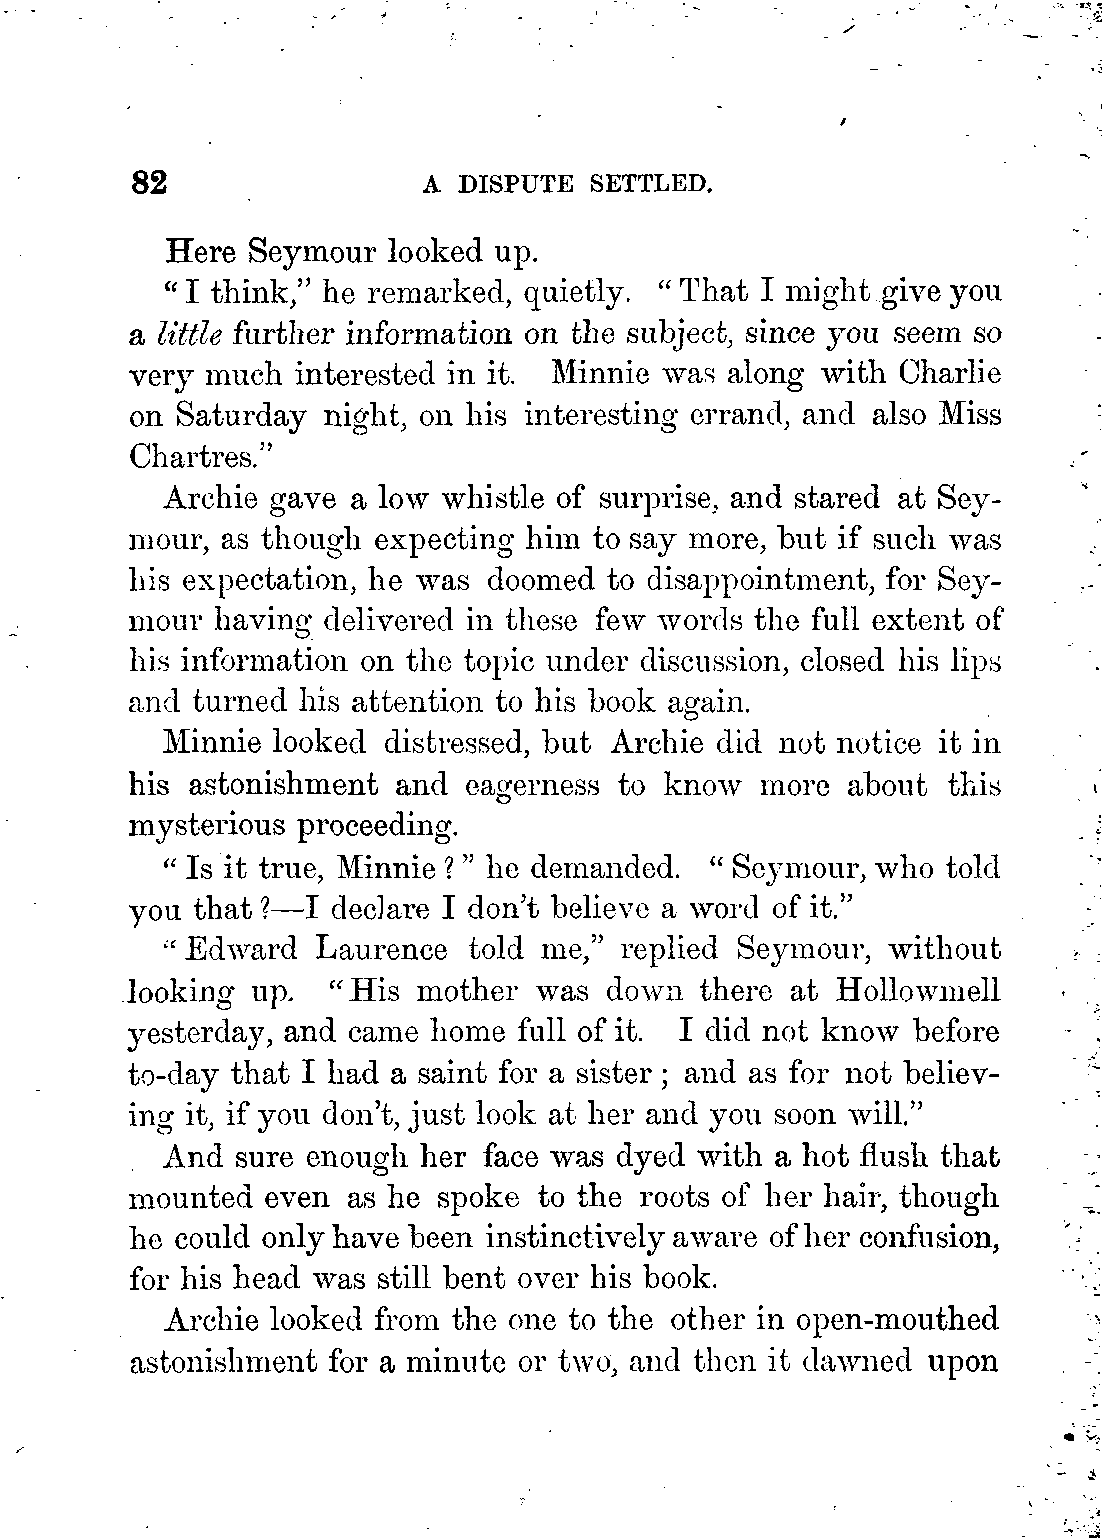 82 A DISPUTE SETTLED.
Here Seymour looked up.
“I think,” he remarked, quietly. “That I might give you
a little further information on the subject, since you seem so
very much interested in it. Minnie was along with Charlie
on Saturday night, on his interesting errand, and also Miss
Chartres.”
Archie gave a low whistle of surprise, and stared at Sey-
mour, as though expecting him to say more, but if such was
his expectation, he was doomed to disappointment, for Sey-
mour having delivered in these few words the full extent of
his information on the topic under discussion, closed his lips
and turned his attention to his book again.
Minnie looked distressed, but Archie did not notice it in
his astonishment and eagerness to know more about this
mysterious proceeding.
“Is it true, Minnie?” he demanded. “Seymour, who told
you that?—I declare I don't believe a word of it.”
“Edward Laurence told me,” replied Seymour, without
looking up. “His mother was down there at Hollowmell
yesterday, and came home full of it. I did not know before
to-day that I had a saint for a sister; and as for not believ-
ing it, if you don't, just look at her and you soon will.”
And sure enough her face was dyed with a hot flush that
mounted even as he spoke to the roots of her hair, though
he could only have been instinctively aware of her confusion,
for his head was still bent over his book.
Archie looked from the one to the other in open-mouthed
astonishment for a minute or two, and then it dawned upon